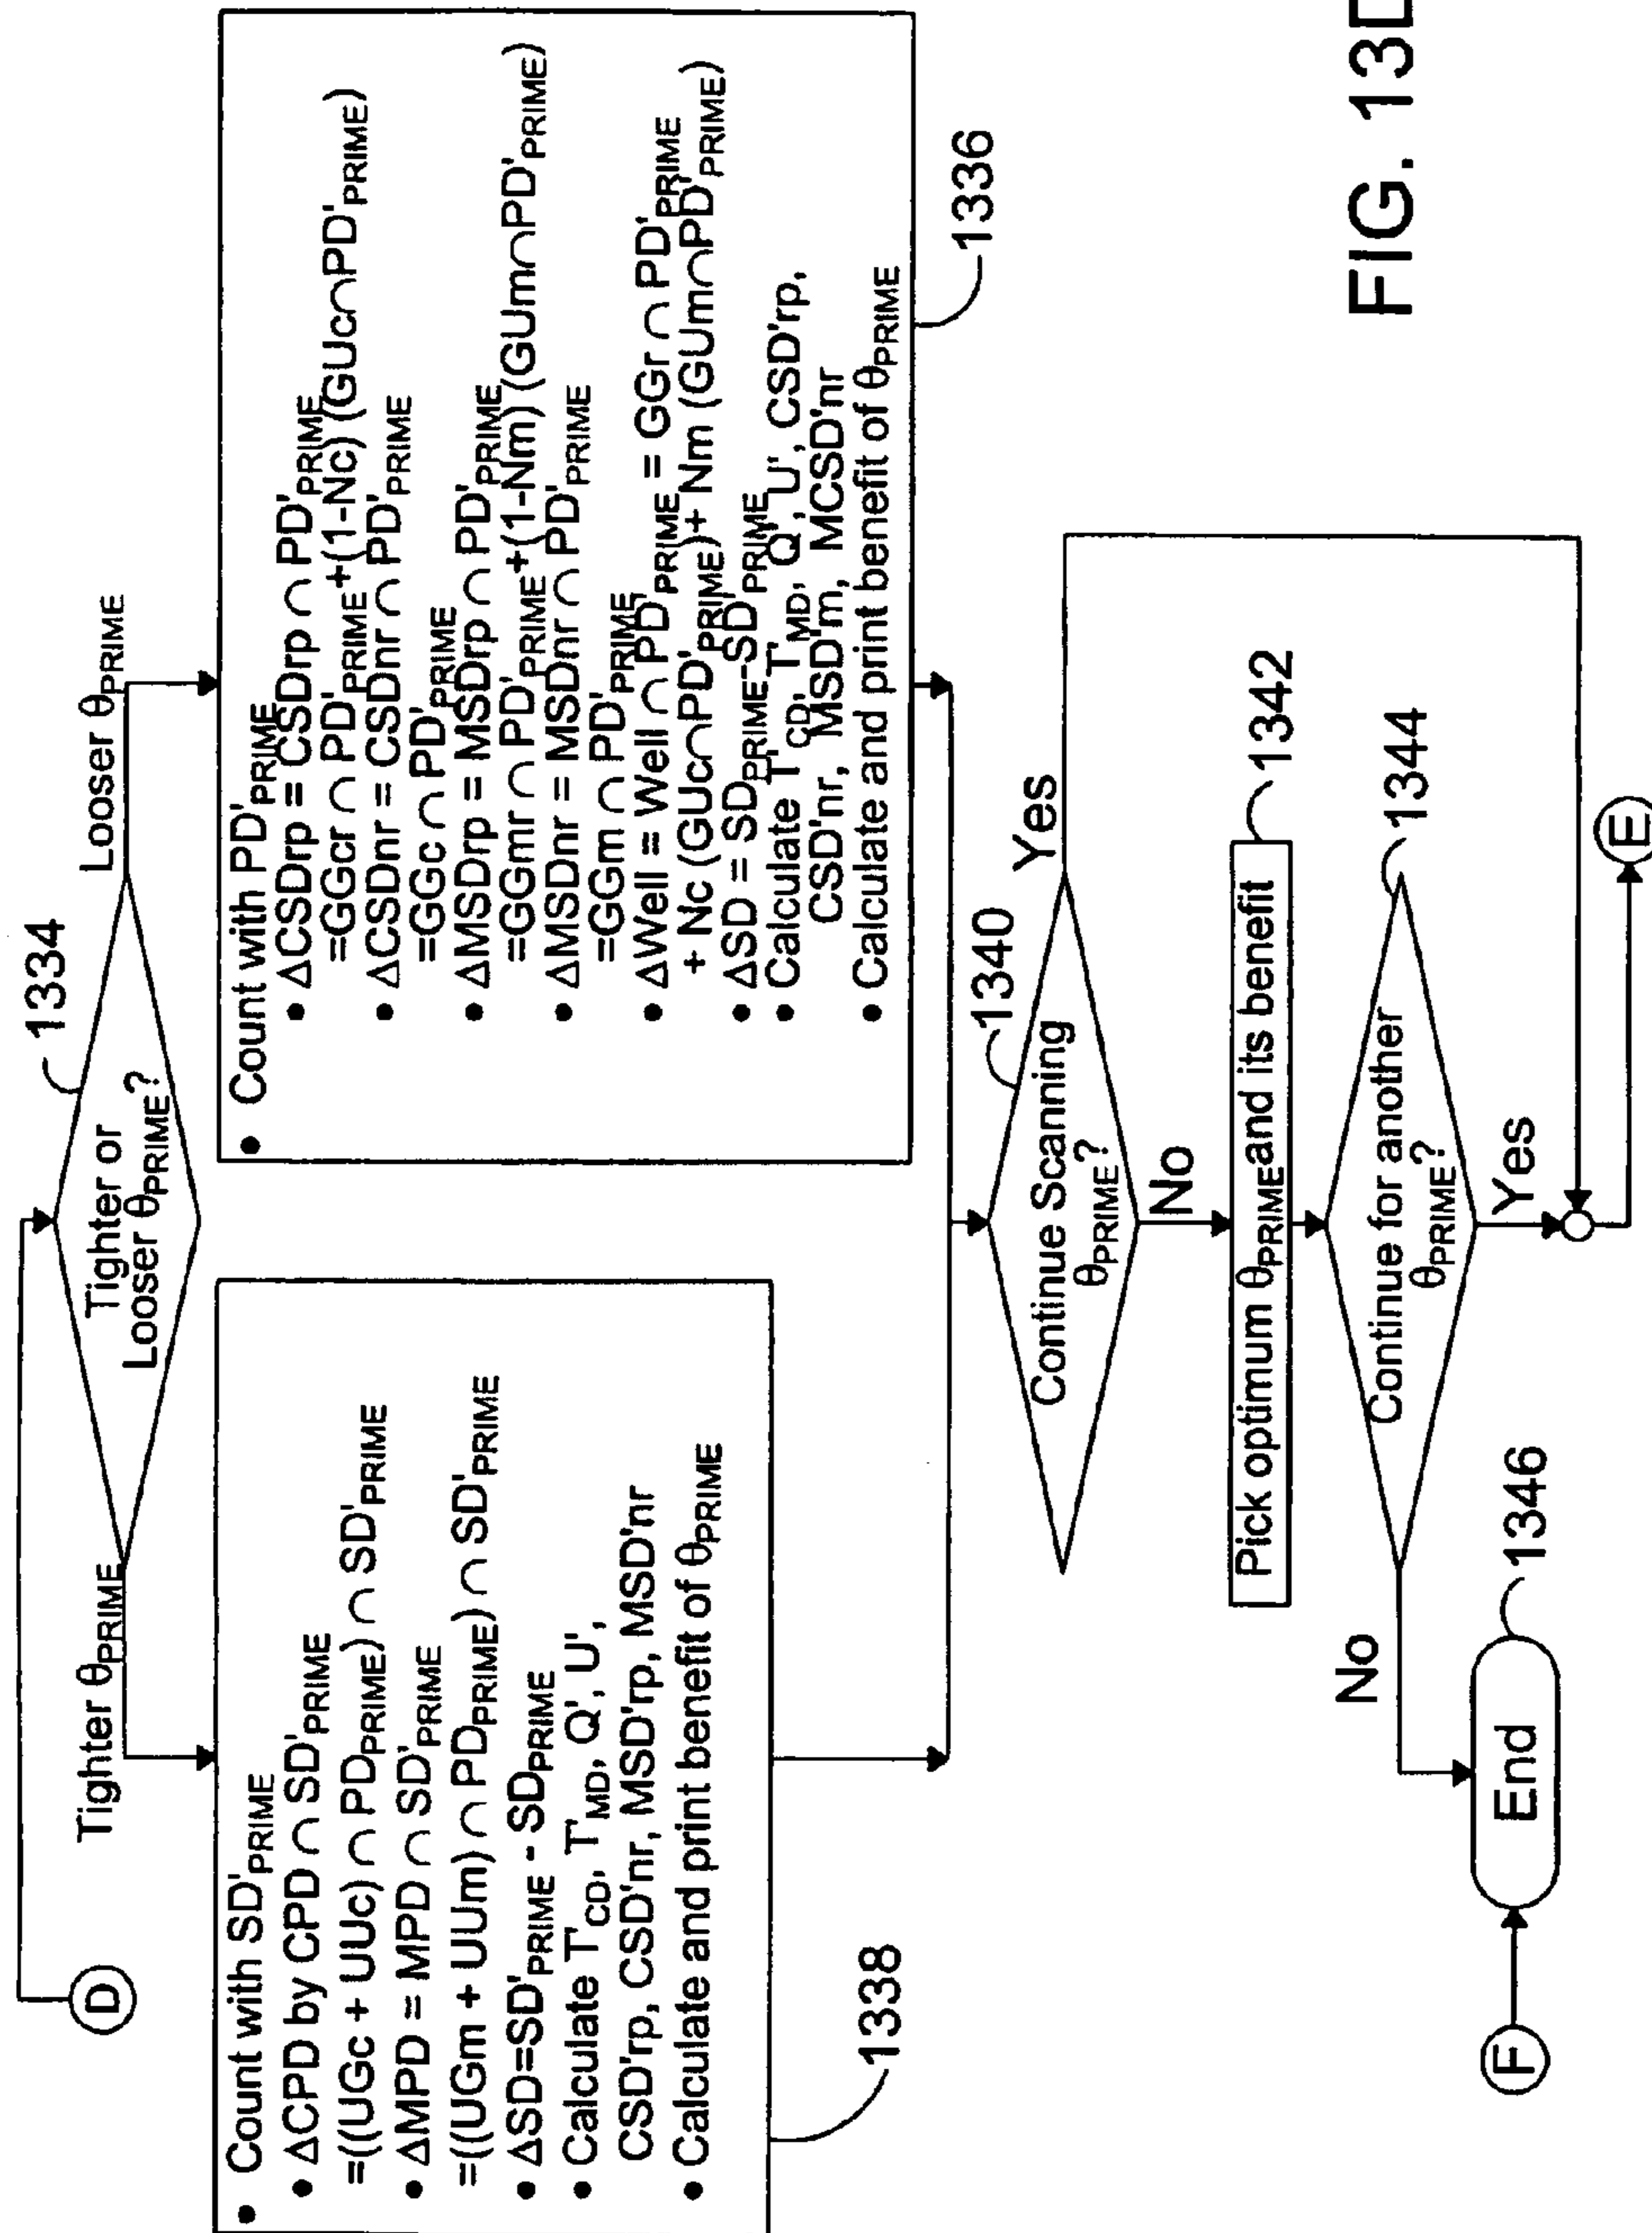 D
1334
Tighter θPRIME
Tighter or
Looser θPRIME?
Looser θPRIME
• Count with SD'PRIME
• ΔCPD by CPD ∩ SD'PRIME
=((UGc + UUc) ∩ PDPRIME) ∩ SD'PRIME
• ΔMPD = MPD ∩ SD'PRIME
=((UGm + UUm) ∩ PDPRIME) ∩ SD'PRIME
• ΔSD=SD'PRIME - SDPRIME
• Calculate T'CD, T'MD, Q', U',
CSD'rp, CSD'nr, MSD'rp, MSD'nr
• Calculate and print benefit of θPRIME
1338
• Count with PD'PRIME
• ΔCSDrp = CSDrp ∩ PD'PRIME
=GGcr ∩ PD'PRIME+(1-Nc) (GUc∩PD'PRIME)
• ΔCSDnr = CSDnr ∩ PD'PRIME
=GGc ∩ PD'PRIME
• ΔMSDrp = MSDrp ∩ PD'PRIME
=GGmr ∩ PD'PRIME+(1-Nm) (GUm∩PD'PRIME)
• ΔMSDnr = MSDnr ∩ PD'PRIME
=GGm ∩ PD'PRIME
• ΔWell = Well ∩ PD'PRIME = GGr ∩ PD'PRIME
+ Nc (GUc∩PD'PRIME)+ Nm (GUm∩PD'PRIME)
• ΔSD = SDPRIME-SD'PRIME
• Calculate T'CD, T'MD, Q', U', CSD'rp,
CSD'nr, MSD'm, MCSD'nr
• Calculate and print benefit of θPRIME
1336
1340
Continue Scanning
θPRIME?
Yes
No
1342
Pick optimum θPRIME and its benefit
1344
Continue for another
θPRIME?
No
Yes
E
F
End
1346
FIG. 13D